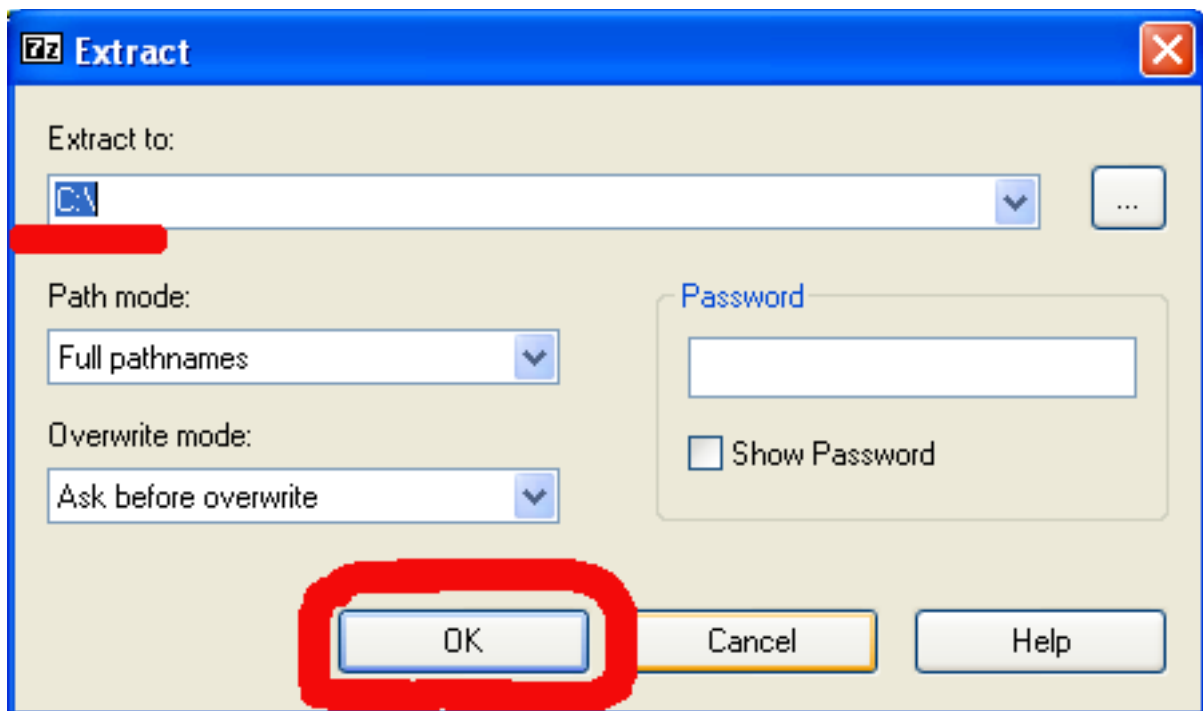 7z Extract
Extract to:
C:\
...
Path mode:
Full pathnames
Password
Overwrite mode:
Show Password
Ask before overwrite
OK Cancel Help